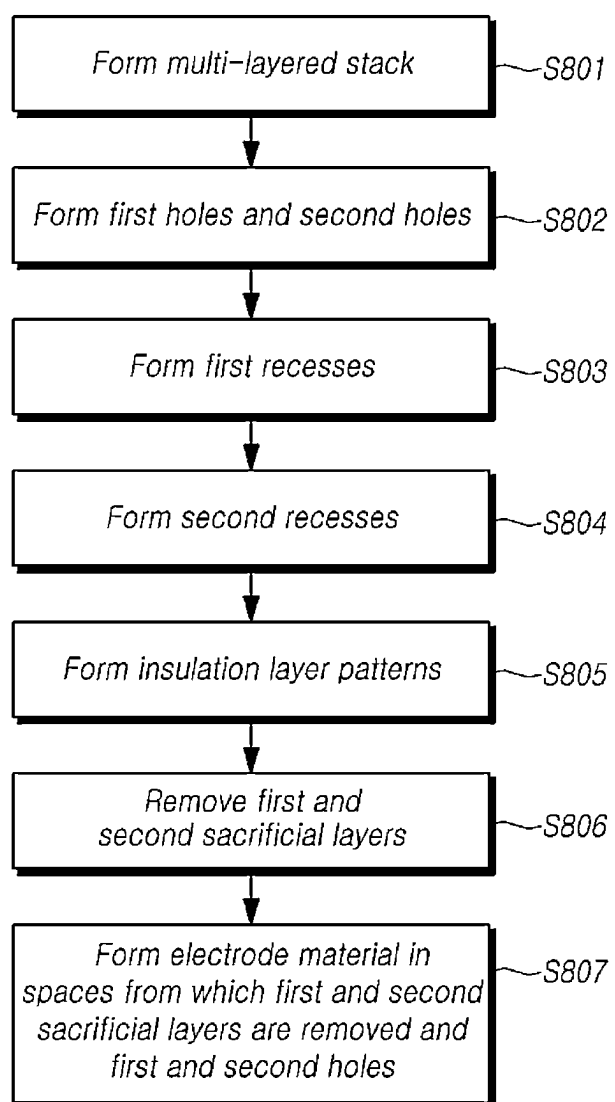 Form multi-layered stack
S801
Form first holes and second holes
S802
Form first recesses
S803
Form second recesses
S804
Form insulation layer patterns
S805
Remove first and
second sacrificial layers
S806
Form electrode material in
spaces from which first and second
sacrificial layers are removed and
first and second holes
S807